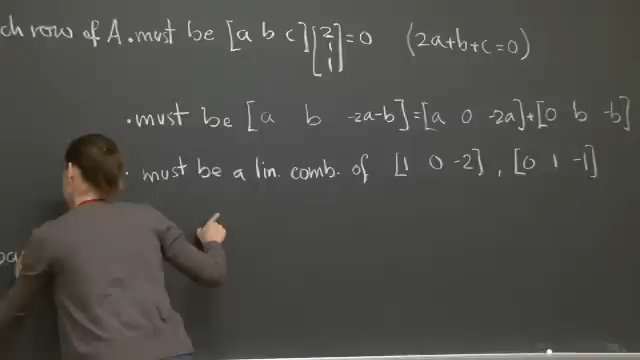 ch row of A. must be [a b c] [2 1 1] = 0 (2a+b+c=0)
• must be [a b -2a-b] = [a 0 -2a] + [0 b -b]
• must be a lin. comb. of [1 0 -2] , [0 1 -1]